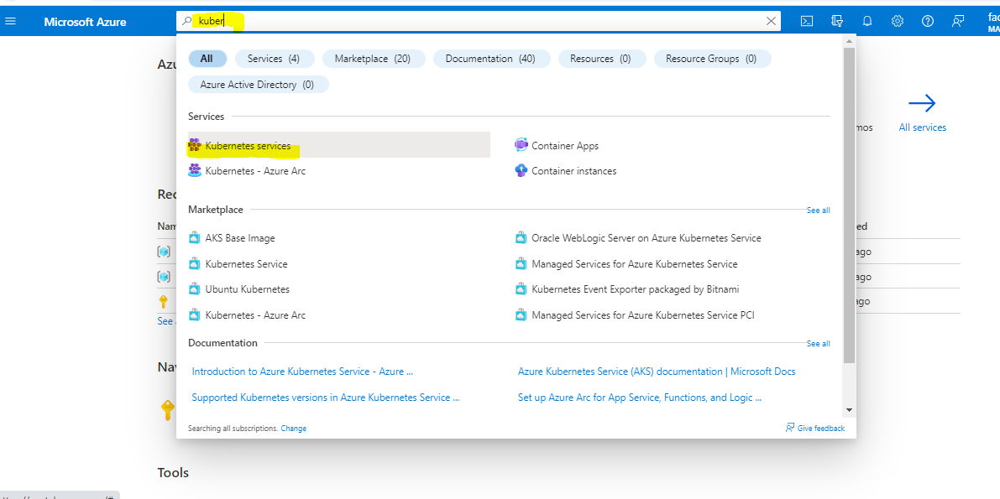 Microsoft Azure
kuber
fac
MA
All (selected) Services (4) Marketplace (20) Documentation (40) Resources (0) Resource Groups (0)
Azure Active Directory (0)
Azu
Services
mos All services
Kubernetes services Container Apps
Kubernetes - Azure Arc Container instances
Rec
Marketplace See all
Nam ed
AKS Base Image Oracle WebLogic Server on Azure Kubernetes Service
ago
Kubernetes Service Managed Services for Azure Kubernetes Service
ago
Ubuntu Kubernetes Kubernetes Event Exporter packaged by Bitnami
ago
Kubernetes - Azure Arc Managed Services for Azure Kubernetes Service PCI
See
Documentation See all
Nav
Introduction to Azure Kubernetes Service - Azure ... Azure Kubernetes Service (AKS) documentation | Microsoft Docs
Supported Kubernetes versions in Azure Kubernetes Service ... Set up Azure Arc for App Service, Functions, and Logic ...
Searching all subscriptions. Change Give feedback
Tools